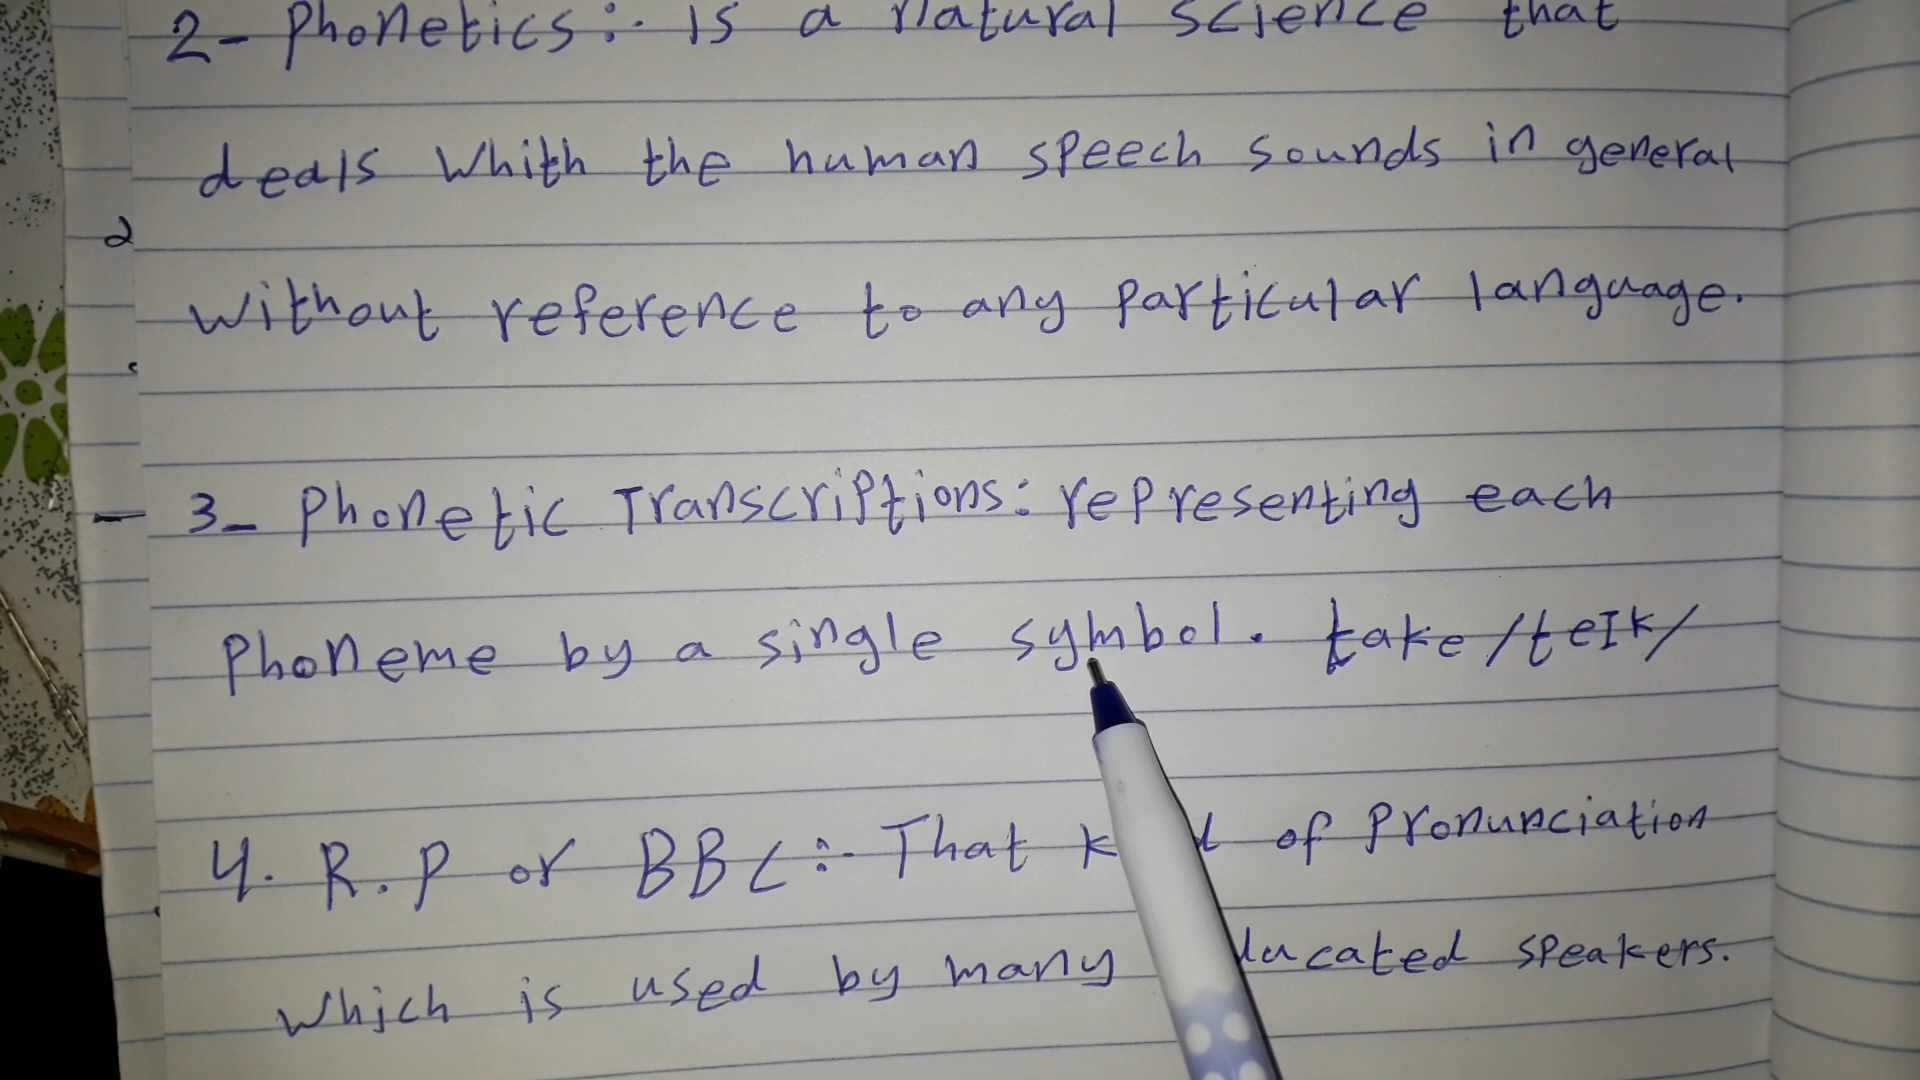 2- Phonetics:- is a natural science that
deals Whith the human speech sounds in general
without reference to any particular language.
3- Phonetic Transcriptions: representing each
Phoneme by a single symbol. take /teIk/
4. R.P or BBC:- That of Pronunciation
which is used by many speakers.